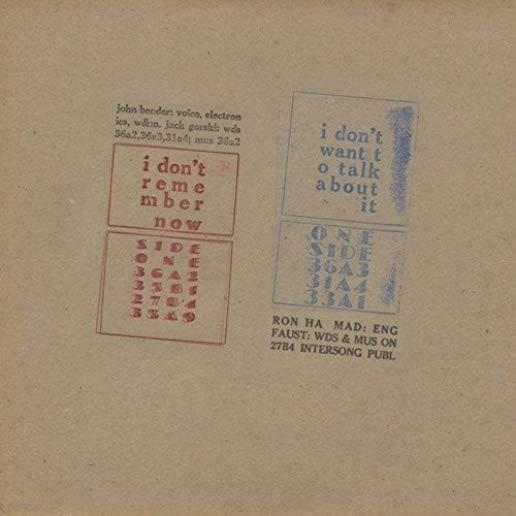 john bender: voice, electron
ics, w&m. jack gorski: wds
36a2,36a3,31a4; mus 36a2
i don't
reme
mber
now
SIDE
ONE
36A2
33B1
27B4
33A9
i don't
want t
o talk
about
it
ONE
SIDE
36A3
31A4
33A1
RON HA MAD: ENG
FAUST: WDS & MUS ON
27B4 INTERSONG PUBL